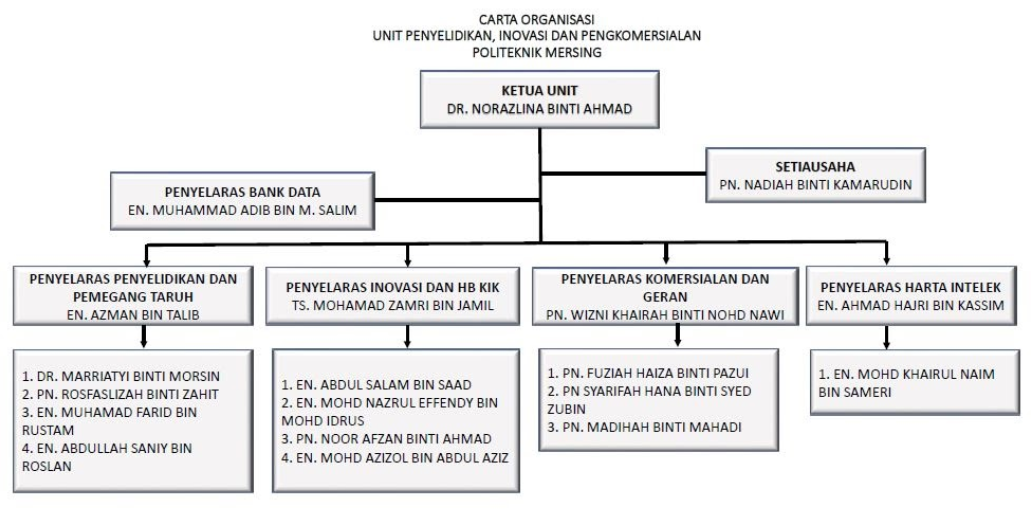 CARTA ORGANISASI
UNIT PENYELIDIKAN, INOVASI DAN PENGKOMERSIALAN
POLITEKNIK MERSING
KETUA UNIT
DR. NORAZLINA BINTI AHMAD
SETIAUSAHA
PN. NADIAH BINTI KAMARUDIN
PENYELARAS BANK DATA
EN. MUHAMMAD ADIB BIN M. SALIM
PENYELARAS PENYELIDIKAN DAN
PEMEGANG TARUH
EN. AZMAN BIN TALIB
PENYELARAS INOVASI DAN HB KIK
TS. MOHAMAD ZAMRI BIN JAMIL
PENYELARAS KOMERSIALAN DAN
GERAN
PN. WIZNI KHAIRAH BINTI NOHD NAWI
PENYELARAS HARTA INTELEK
EN. AHMAD HAJRI BIN KASSIM
1. DR. MARRIATYI BINTI MORSIN
2. PN. ROSFASLIZAH BINTI ZAHIT
3. EN. MUHAMAD FARID BIN
RUSTAM
4. EN. ABDULLAH SANIY BIN
ROSLAN
1. EN. ABDUL SALAM BIN SAAD
2. EN. MOHD NAZRUL EFFENDY BIN
MOHD IDRUS
3. PN. NOOR AFZAN BINTI AHMAD
4. EN. MOHD AZIZOL BIN ABDUL AZIZ
1. PN. FUZIAH HAIZA BINTI PAZUI
2. PN SYARIFAH HANA BINTI SYED
ZUBIN
3. PN. MADIHAH BINTI MAHADI
1. EN. MOHD KHAIRUL NAIM
BIN SAMERI